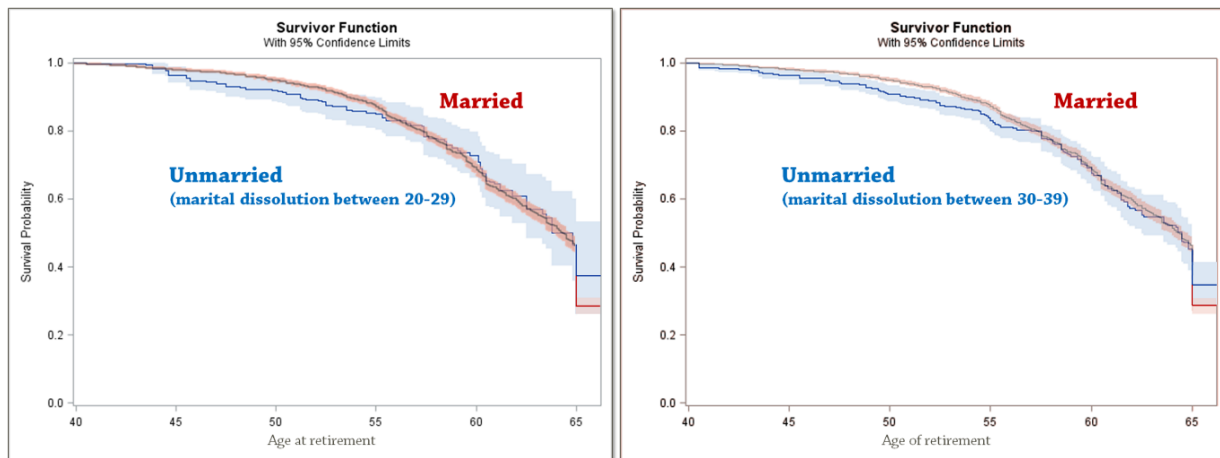 Survivor Function
With 95% Confidence Limits
1.0
0.8
0.6
0.4
0.2
0.0
Survival Probability
Married
Unmarried
(marital dissolution between 20-29)
40
45
50
55
60
65
Age at retirement
Survivor Function
With 95% Confidence Limits
1.0
0.8
0.6
0.4
0.2
0.0
Survival Probability
Married
Unmarried
(marital dissolution between 30-39)
40
45
50
55
60
65
Age of retirement